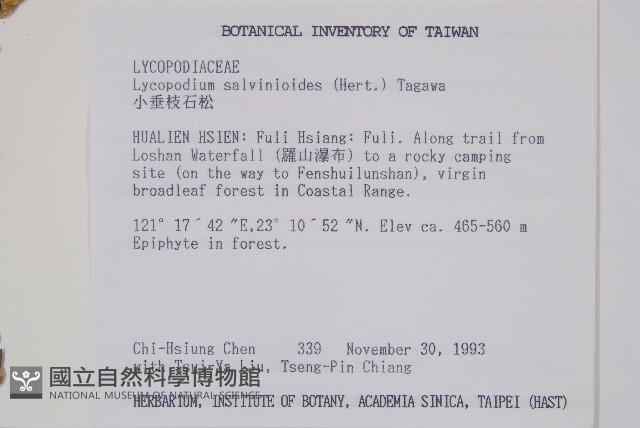 BOTANICAL INVENTORY OF TAIWAN
LYCOPODIACEAE
Lycopodium salvinioides (Hert.) Tagawa
小垂枝石松
HUALIEN HSIEN: Fuli Hsiang: Fuli. Along trail from
Loshan Waterfall (羅山瀑布) to a rocky camping
site (on the way to Fenshuilunshan), virgin
broadleaf forest in Coastal Range.
121° 17´42 ″E,23° 10´52 ″N. Elev ca. 465-560 m
Epiphyte in forest.
Chi-Hsiung Chen 339 November 30, 1993
with Tsui-Ya Liu, Tseng-Pin Chiang
國立自然科學博物館
NATIONAL MUSEUM OF NATURAL SCIENCE
HERBARIUM, INSTITUTE OF BOTANY, ACADEMIA SINICA, TAIPEI (HAST)